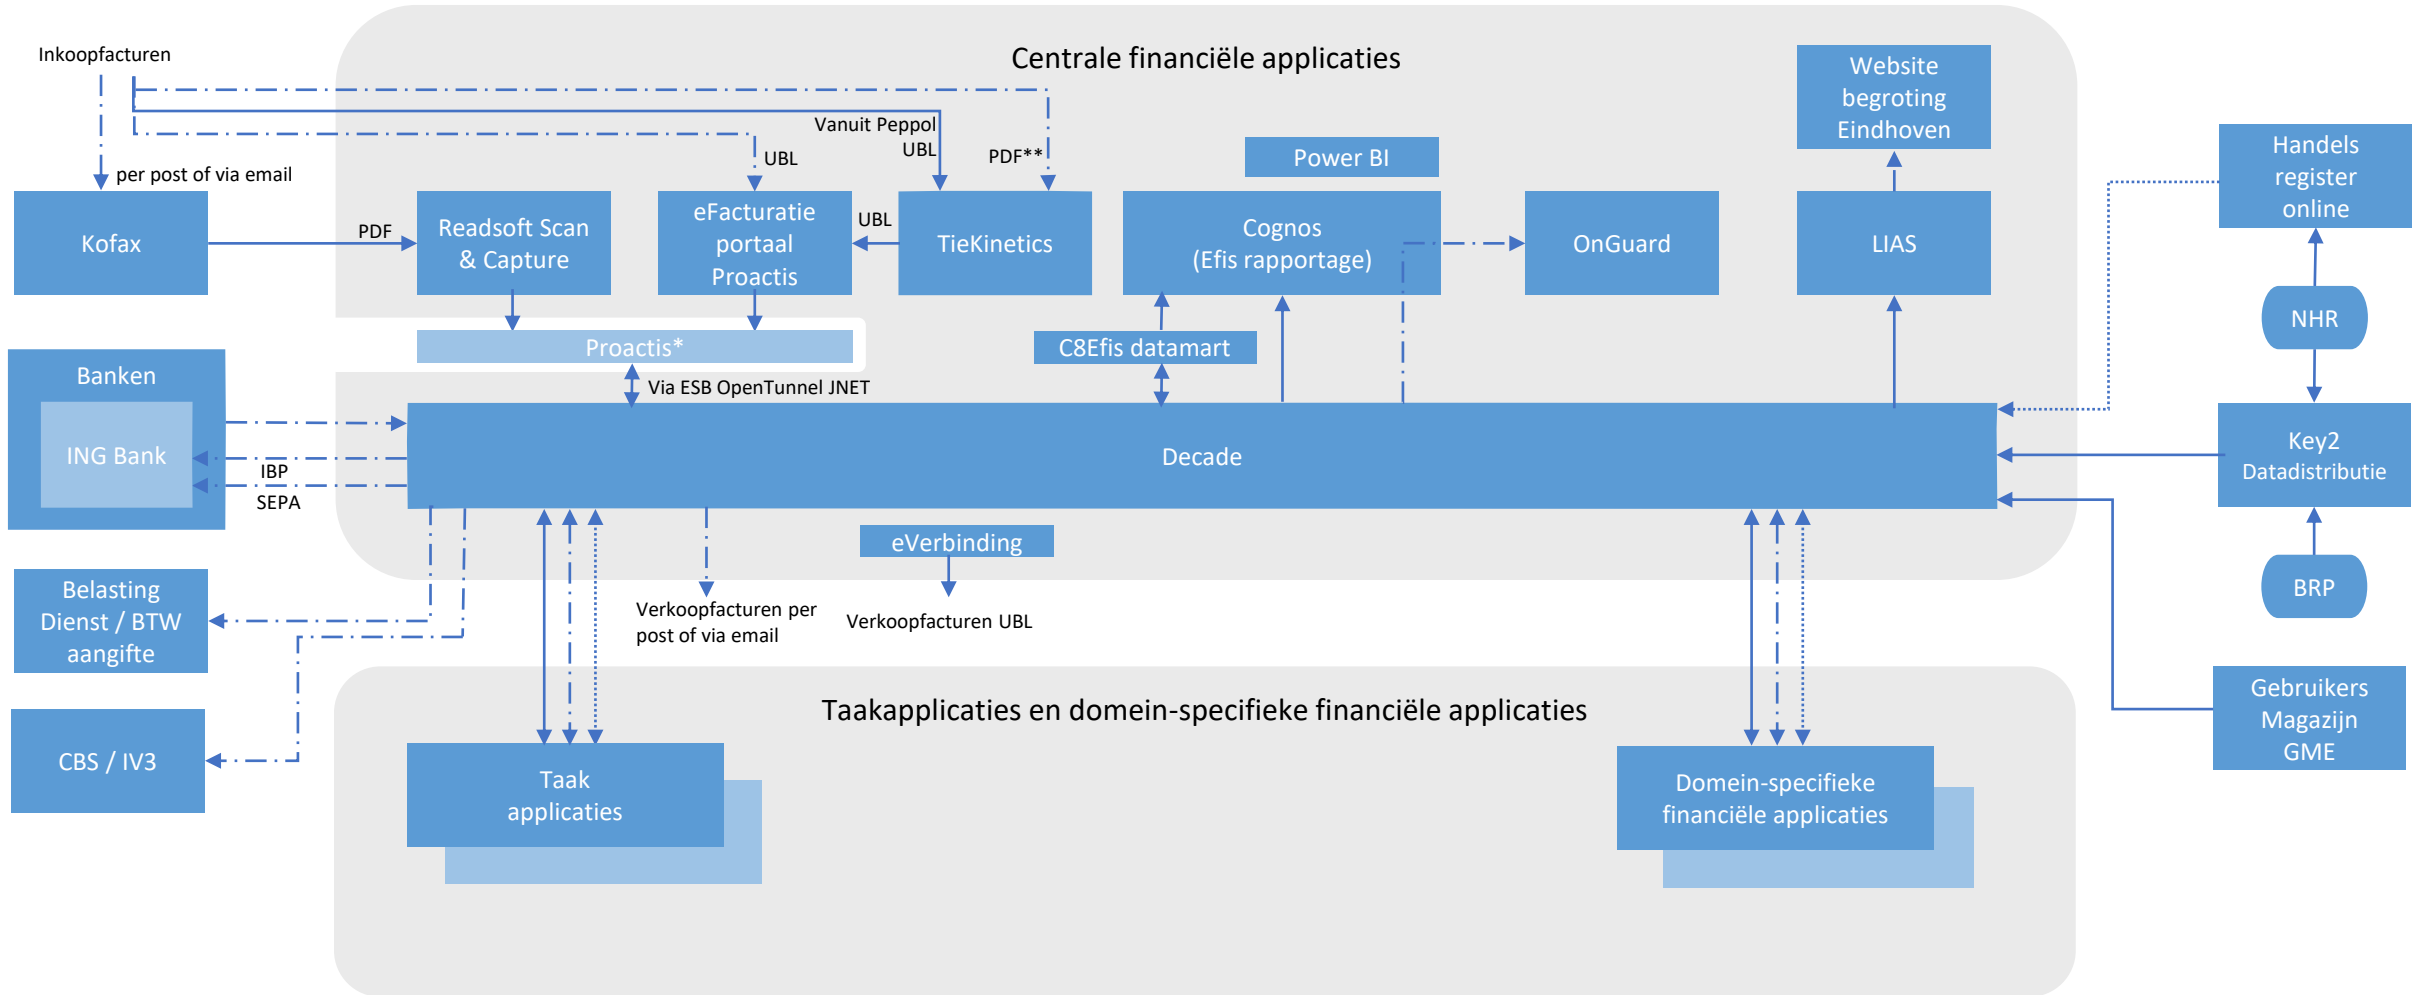 Centrale financiële applicaties
Inkoopfacturen
Website
begroting
Eindhoven
Vanuit Peppol
UBL
UBL
PDF**
Power BI
Handels
register
online
per post of via email
Kofax
PDF
Readsoft Scan
& Capture
eFacturatie
portaal
Proactis
UBL
TieKinetics
Cognos
(Efis rapportage)
OnGuard
LIAS
NHR
Proactis*
C8Efis datamart
Via ESB OpenTunnel JNET
Banken
ING Bank
IBP
SEPA
Decade
Key2
Datadistributie
eVerbinding
BRP
Belasting
Dienst / BTW
aangifte
Verkoopfacturen per
post of via email
Verkoopfacturen UBL
CBS / IV3
Gebruikers
Magazijn
GME
Taakapplicaties en domein-specifieke financiële applicaties
Taak
applicaties
Domein-specifieke
financiële applicaties